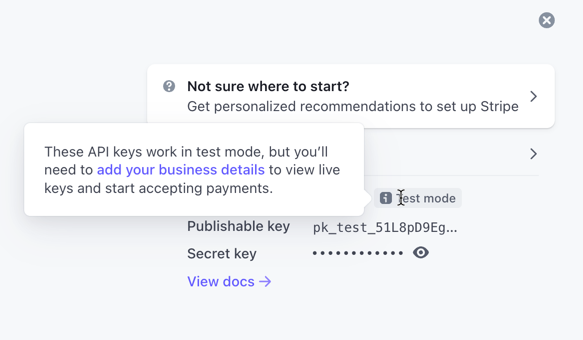 Not sure where to start?
Get personalized recommendations to set up Stripe
These API keys work in test mode, but you'll
need to add your business details to view live
keys and start accepting payments.
Test mode
Publishable key pk_test_51L8pD9Eg...
Secret key ••••••••••••
View docs →